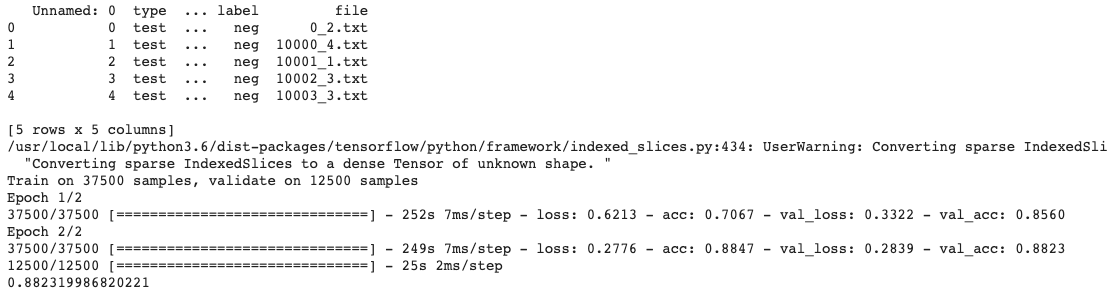 Unnamed: 0 type ... label file
0 0 test ... neg 0_2.txt
1 1 test ... neg 10000_4.txt
2 2 test ... neg 10001_1.txt
3 3 test ... neg 10002_3.txt
4 4 test ... neg 10003_3.txt
[5 rows x 5 columns]
/usr/local/lib/python3.6/dist-packages/tensorflow/python/framework/indexed_slices.py:434: UserWarning: Converting sparse IndexedSli
"Converting sparse IndexedSlices to a dense Tensor of unknown shape. "
Train on 37500 samples, validate on 12500 samples
Epoch 1/2
37500/37500 [==============================] - 252s 7ms/step - loss: 0.6213 - acc: 0.7067 - val_loss: 0.3322 - val_acc: 0.8560
Epoch 2/2
37500/37500 [==============================] - 249s 7ms/step - loss: 0.2776 - acc: 0.8847 - val_loss: 0.2839 - val_acc: 0.8823
12500/12500 [==============================] - 25s 2ms/step
0.882319986820221